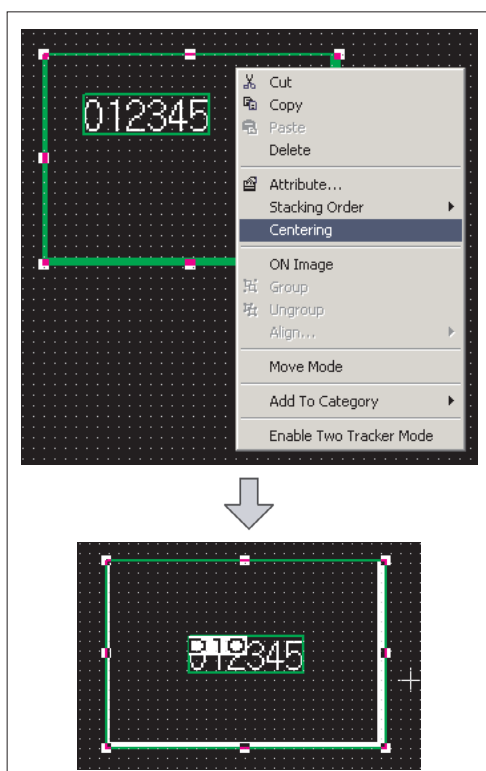 012345
Cut
Copy
Paste
Delete
Attribute...
Stacking Order
Centering
ON Image
Group
Ungroup
Align...
Move Mode
Add To Category
Enable Two Tracker Mode
012345